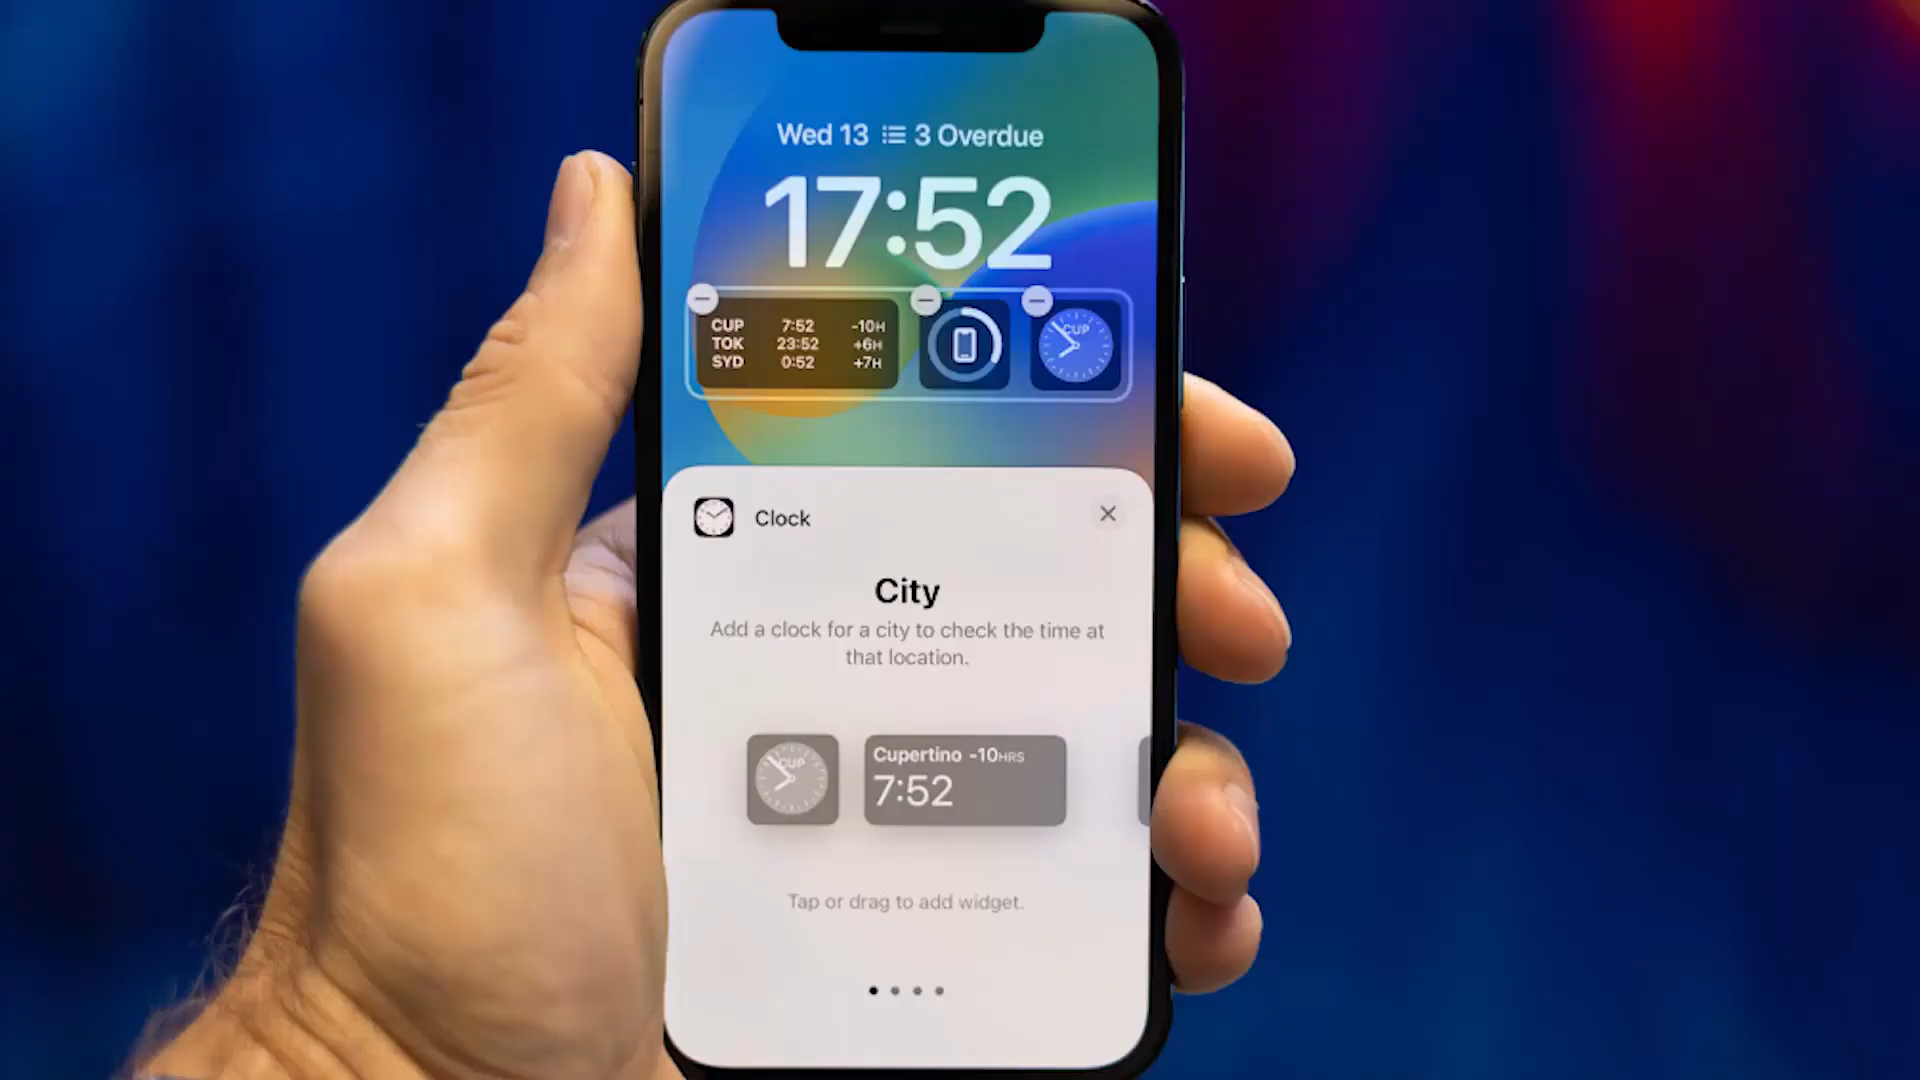 Wed 13 3 Overdue
17:52
CUP 7:52 -10H
TOK 23:52 +6H
SYD 0:52 +7H
CUP
Clock
City
Add a clock for a city to check the time at
that location.
CUP
Cupertino -10HRS
7:52
Tap or drag to add widget.